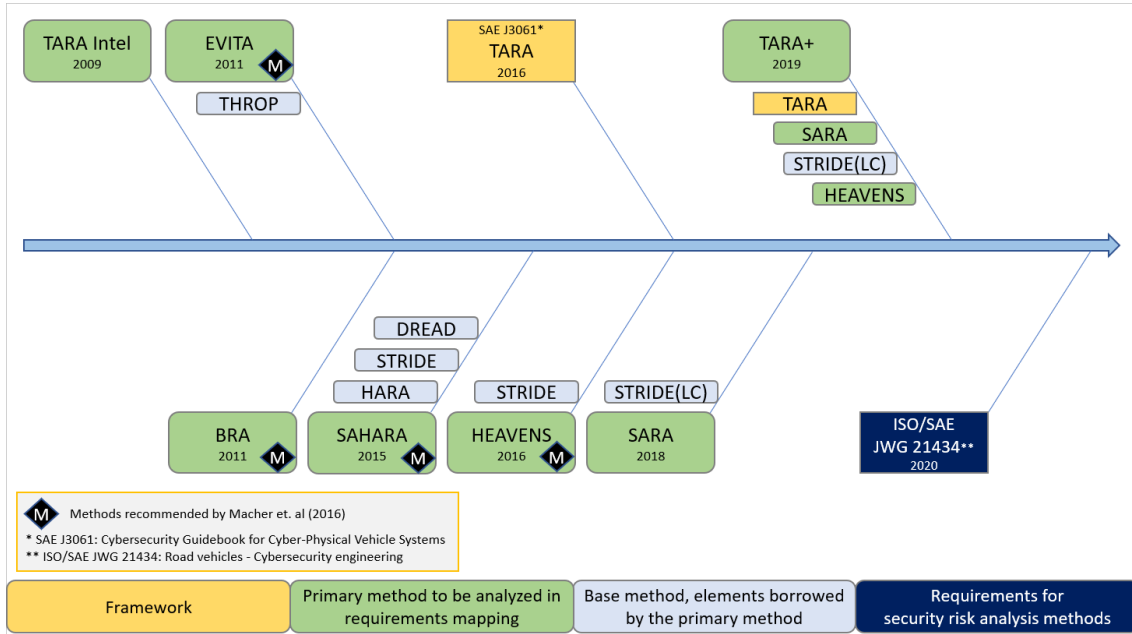 TARA Intel
2009
EVITA
2011
M
THROP
SAE J3061*
TARA
2016
TARA+
2019
TARA
SARA
STRIDE(LC)
HEAVENS
DREAD
STRIDE
HARA
STRIDE
STRIDE(LC)
BRA
2011
M
SAHARA
2015
M
HEAVENS
2016
M
SARA
2018
ISO/SAE
JWG 21434**
2020
M Methods recommended by Macher et. al (2016)
* SAE J3061: Cybersecurity Guidebook for Cyber-Physical Vehicle Systems
** ISO/SAE JWG 21434: Road vehicles - Cybersecurity engineering
Framework
Primary method to be analyzed in
requirements mapping
Base method, elements borrowed
by the primary method
Requirements for
security risk analysis methods